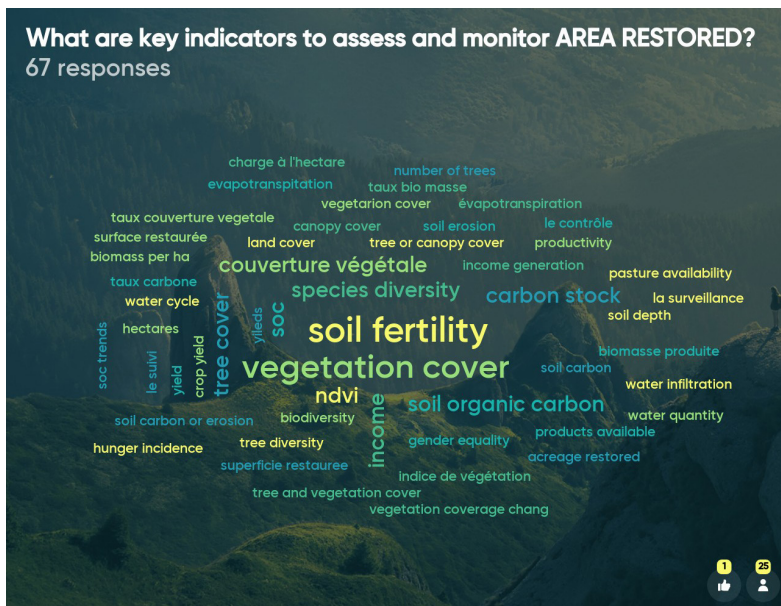 What are key indicators to assess and monitor AREA RESTORED?
67 responses
charge à l'hectare
number of trees
evapotranspitation
taux bio masse
vegetarion cover
évapotranspiration
taux couverture vegetale
canopy cover
soil erosion
le contrôle
surface restaurée
land cover
tree or canopy cover
productivity
biomass per ha
couverture végétale
income generation
pasture availability
taux carbone
species diversity
carbon stock
la surveillance
water cycle
soc
soil depth
tree cover
yileds
soil fertility
hectares
soc trends
le suivi
yield
crop yield
biomasse produite
vegetation cover
soil carbon
water infiltration
ndvi
income
soil organic carbon
biodiversity
water quantity
soil carbon or erosion
products available
hunger incidence
tree diversity
gender equality
acreage restored
superficie restauree
indice de végétation
tree and vegetation cover
vegetation coverage chang
1
25